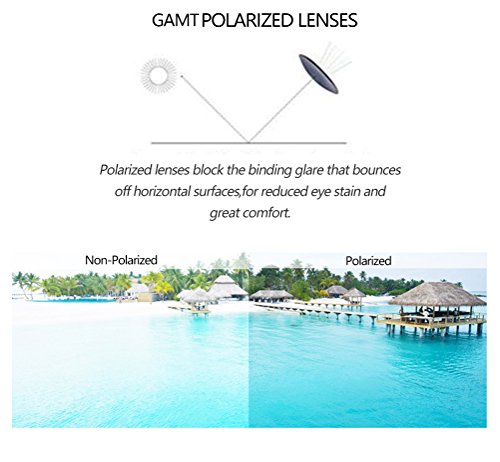 GAMT POLARIZED LENSES
Polarized lenses block the binding glare that bounces
off horizontal surfaces,for reduced eye stain and
great comfort.
Non-Polarized
Polarized